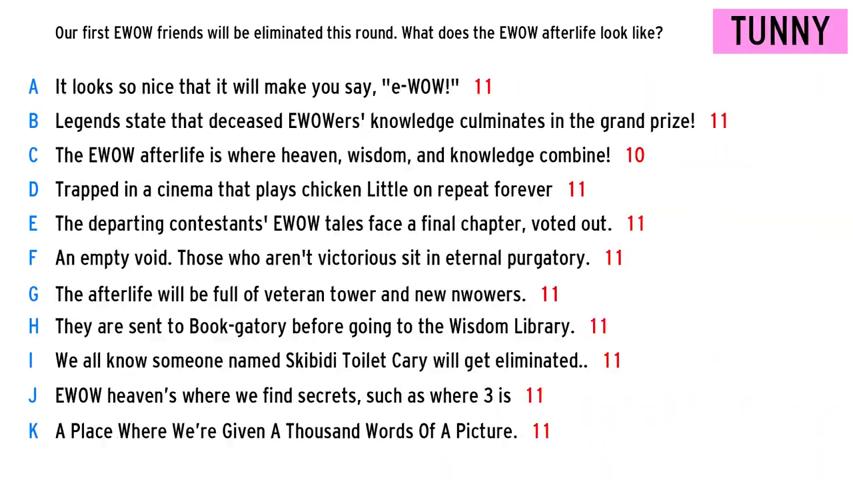 Our first EWOW friends will be eliminated this round. What does the EWOW afterlife look like?
TUNNY
A It looks so nice that it will make you say, "e-WOW!" 11
B Legends state that deceased EWOWers' knowledge culminates in the grand prize! 11
C The EWOW afterlife is where heaven, wisdom, and knowledge combine! 10
D Trapped in a cinema that plays chicken Little on repeat forever 11
E The departing contestants' EWOW tales face a final chapter, voted out. 11
F An empty void. Those who aren't victorious sit in eternal purgatory. 11
G The afterlife will be full of veteran tower and new nwowers. 11
H They are sent to Book-gatory before going to the Wisdom Library. 11
I We all know someone named Skibidi Toilet Cary will get eliminated.. 11
J EWOW heaven’s where we find secrets, such as where 3 is 11
K A Place Where We’re Given A Thousand Words Of A Picture. 11